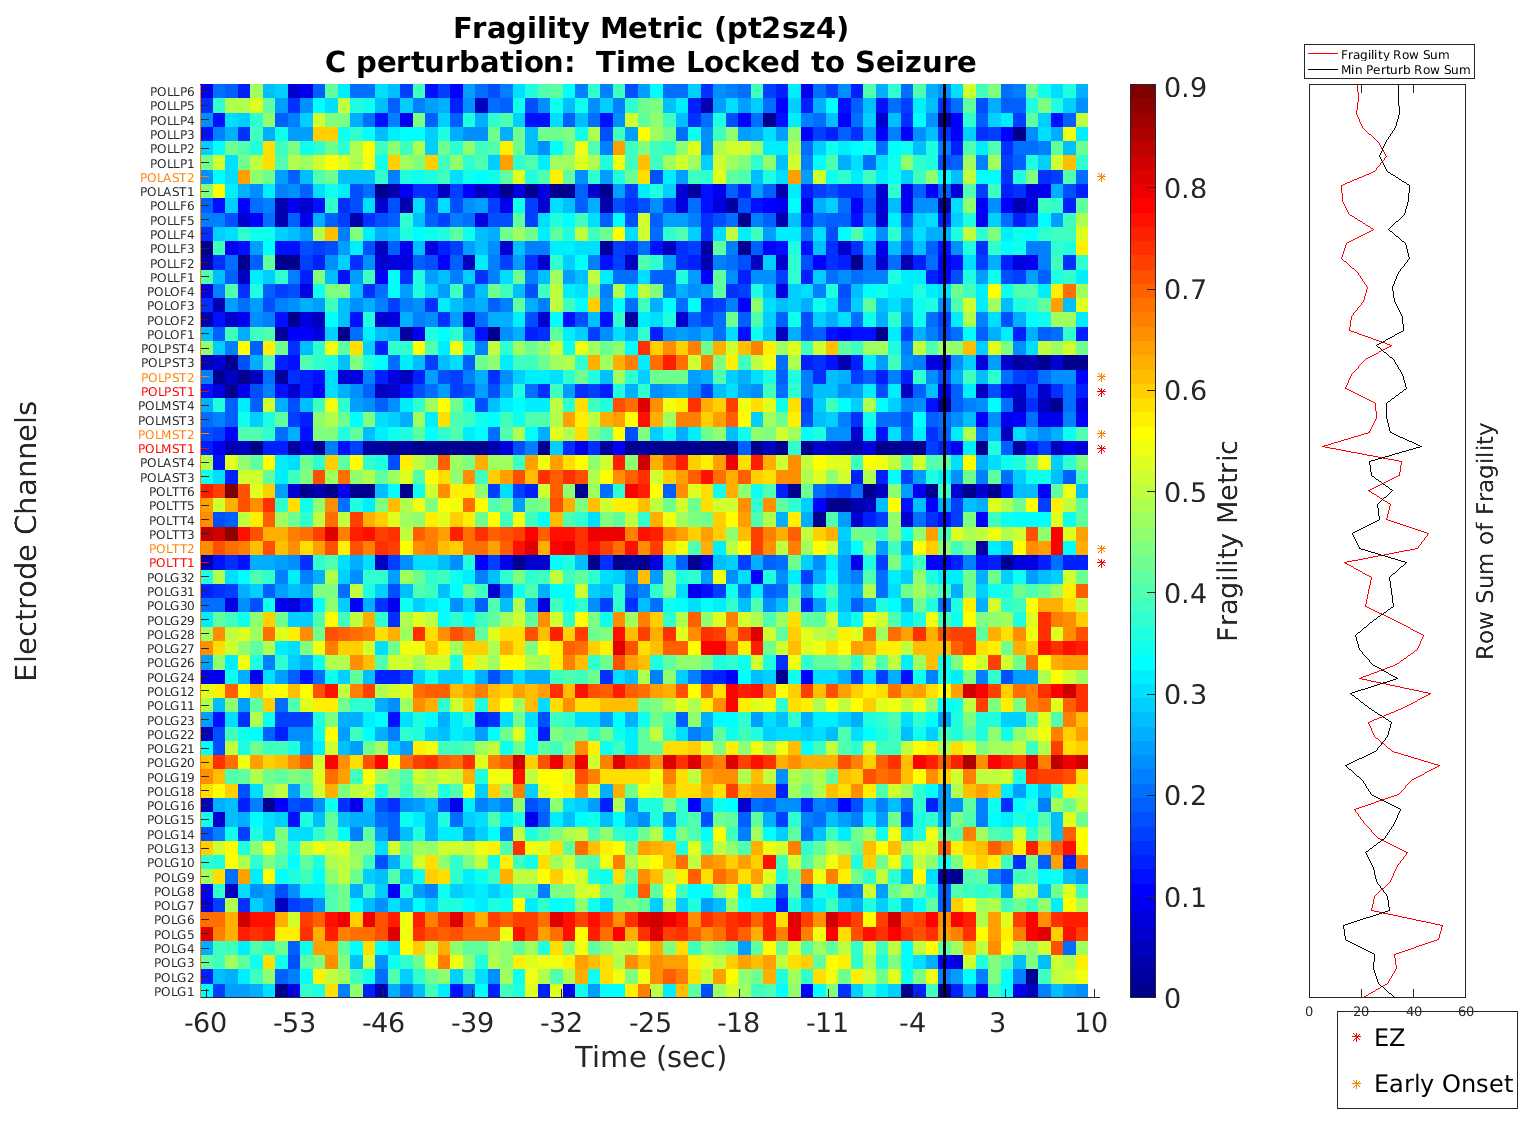 Fragility Metric (pt2sz4)
C perturbation:  Time Locked to Seizure
Electrode Channels
POLLP6
POLLP5
POLLP4
POLLP3
POLLP2
POLLP1
POLAST2
POLAST1
POLLF6
POLLF5
POLLF4
POLLF3
POLLF2
POLLF1
POLOF4
POLOF3
POLOF2
POLOF1
POLPST4
POLPST3
POLPST2
POLPST1
POLMST4
POLMST3
POLMST2
POLMST1
POLAST4
POLAST3
POLTT6
POLTT5
POLTT4
POLTT3
POLTT2
POLTT1
POLG32
POLG31
POLG30
POLG29
POLG28
POLG27
POLG26
POLG24
POLG12
POLG11
POLG23
POLG22
POLG21
POLG20
POLG19
POLG18
POLG16
POLG15
POLG14
POLG13
POLG10
POLG9
POLG8
POLG7
POLG6
POLG5
POLG4
POLG3
POLG2
POLG1
-60 -53 -46 -39 -32 -25 -18 -11 -4 3 10
Time (sec)
0.9
0.8
0.7
0.6
0.5
0.4
0.3
0.2
0.1
0
Fragility Metric
Fragility Row Sum
Min Perturb Row Sum
0 20 40 60
Row Sum of Fragility
EZ
Early Onset